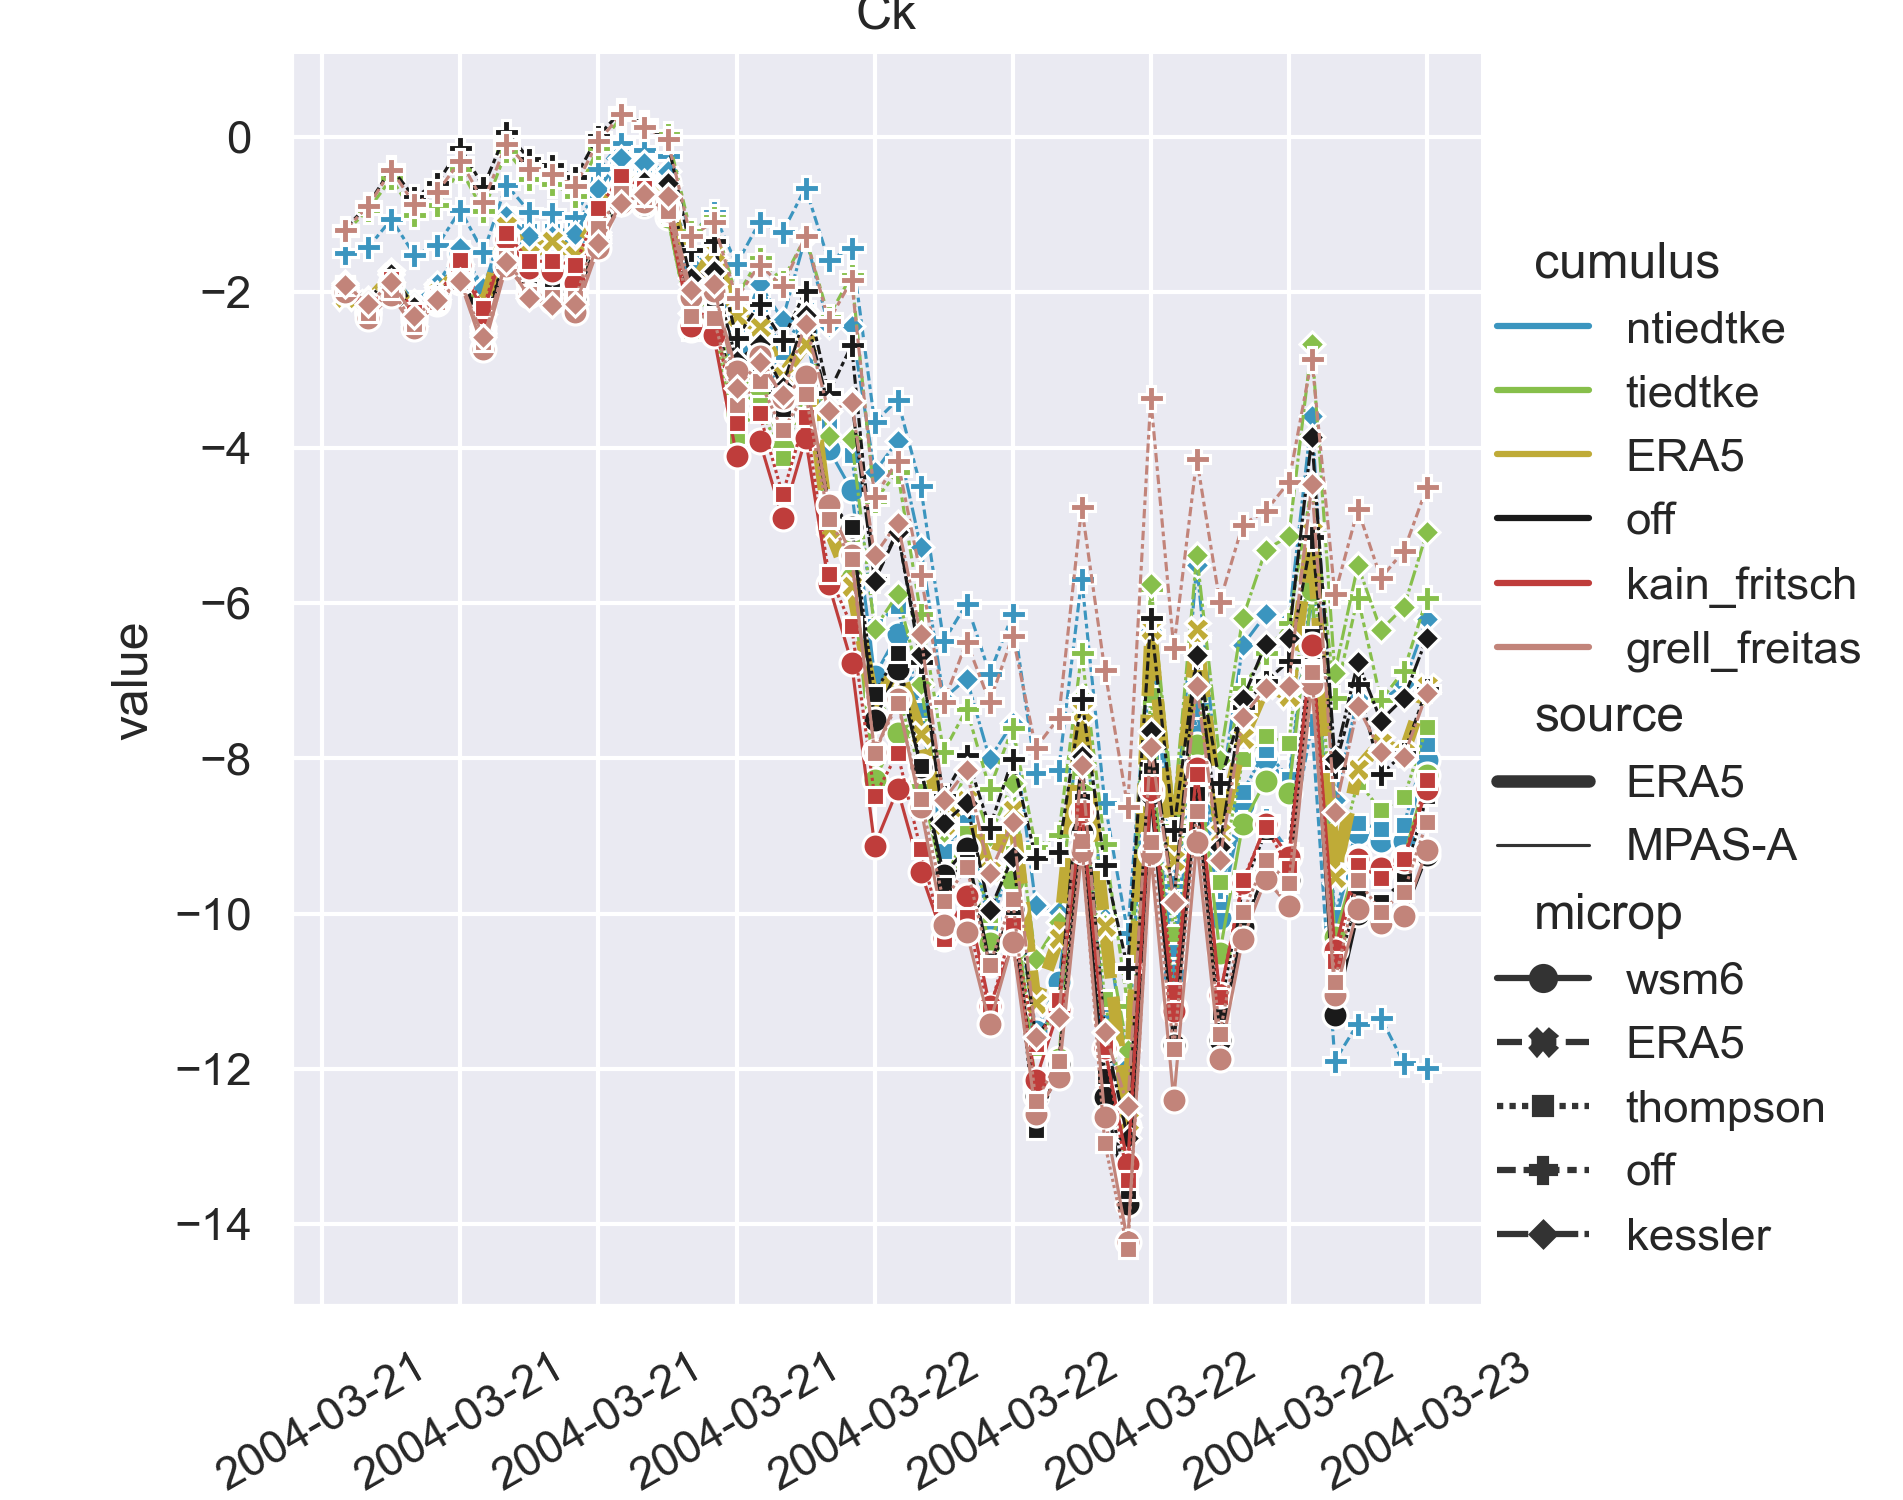 Ck
0
−2
−4
−6
−8
−10
−12
−14
value
2004-03-21
2004-03-21
2004-03-21
2004-03-21
2004-03-22
2004-03-22
2004-03-22
2004-03-22
2004-03-23
cumulus
ntiedtke
tiedtke
ERA5
off
kain_fritsch
grell_freitas
source
ERA5
MPAS-A
microp
wsm6
ERA5
thompson
off
kessler